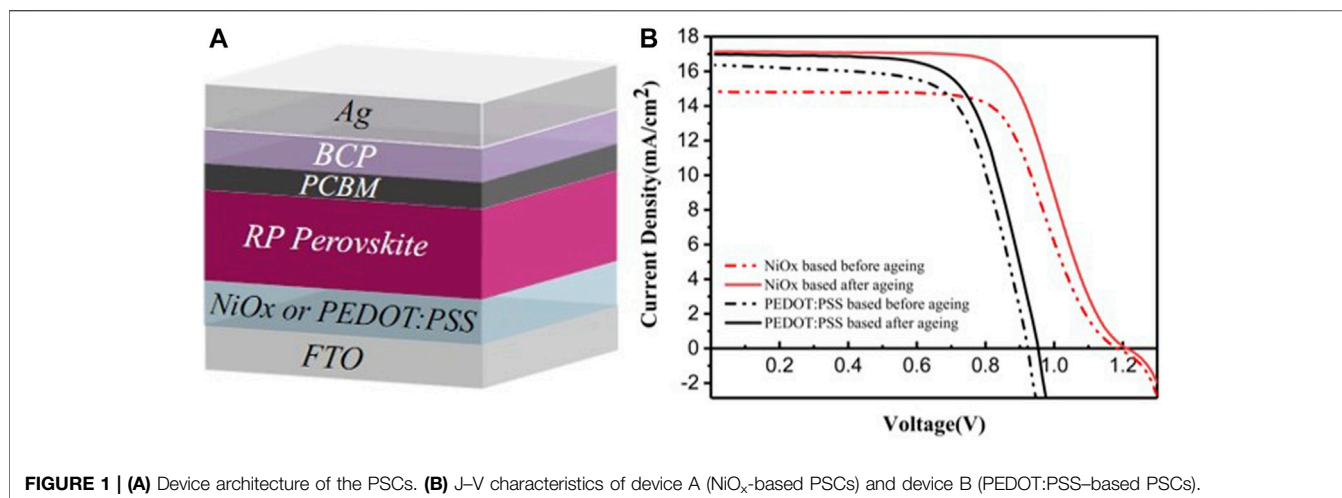 A
Ag
BCP
PCBM
RP Perovskite
NiOx or PEDOT:PSS
FTO
B
Current Density(mA/cm²)
18
16
14
12
10
8
6
4
2
0
-2
0.2 0.4 0.6 0.8 1.0 1.2
NiOx based before ageing
NiOx based after ageing
PEDOT:PSS based before ageing
PEDOT:PSS based after ageing
Voltage(V)
FIGURE 1 | (A) Device architecture of the PSCs. (B) J–V characteristics of device A (NiOₓ-based PSCs) and device B (PEDOT:PSS–based PSCs).